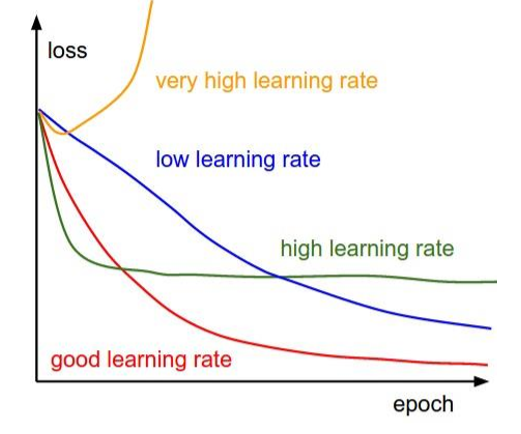 loss
very high learning rate
low learning rate
high learning rate
good learning rate
epoch